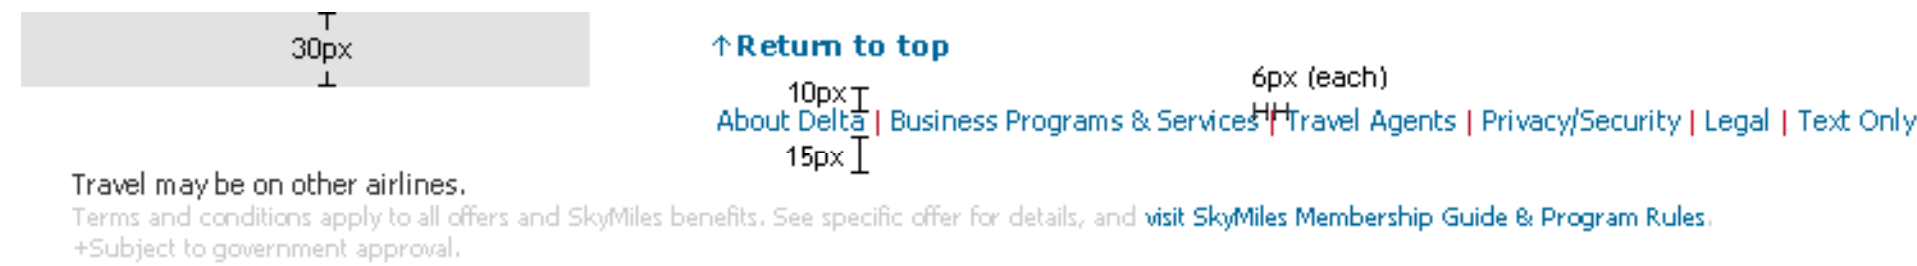 30px
↑Return to top
6px (each)
10px
About Delta | Business Programs & Services | Travel Agents | Privacy/Security | Legal | Text Only
15px
Travel may be on other airlines.
Terms and conditions apply to all offers and SkyMiles benefits. See specific offer for details, and visit SkyMiles Membership Guide & Program Rules.
+Subject to government approval.